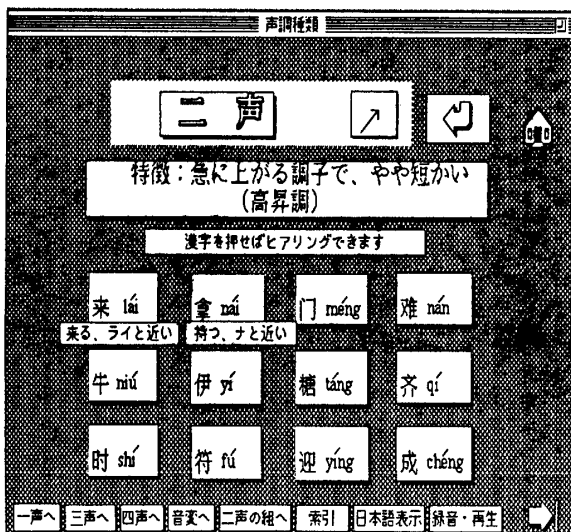 声調種類
二 声
特徴：急に上がる調子で、やや短かい
(高昇調)
漢字を押せばヒアリングできます
来 lái
拿 nái
门 méng
难 nán
来る、ライと近い
持つ、ナと近い
牛 niú
伊 yí
糖 táng
齐 qí
时 shí
符 fú
迎 yíng
成 chéng
一声へ
三声へ
四声へ
音変へ
二声の組へ
索引
日本語表示
録音・再生